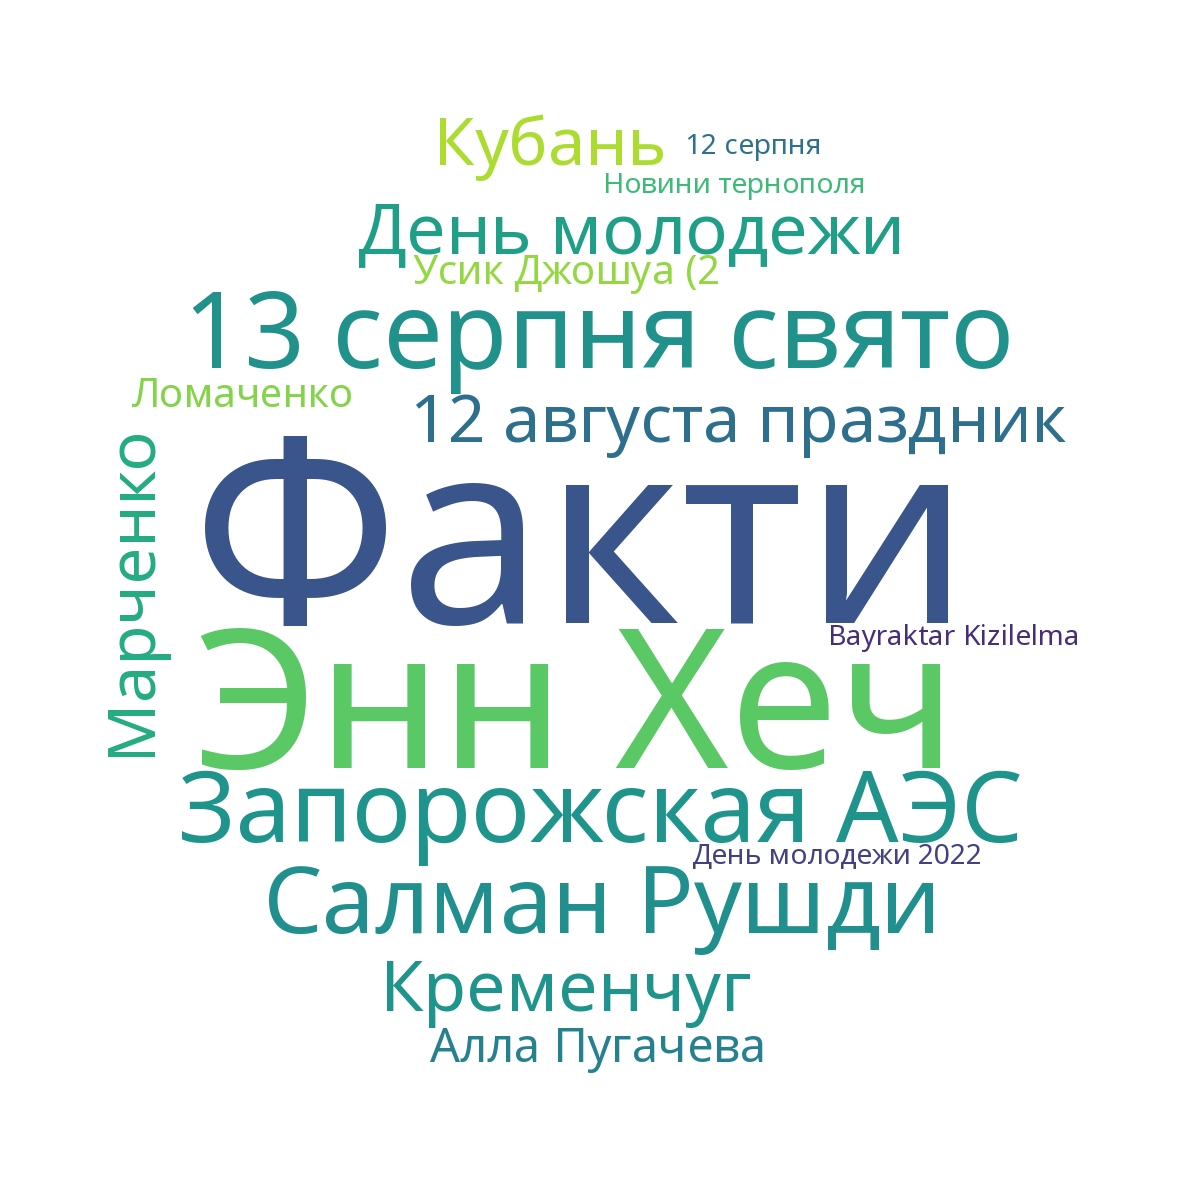 Кубань
12 серпня
Новини тернополя
День молодежи
Усик Джошуа (2
13 серпня свято
Ломаченко
12 августа праздник
Марченко
Факти
Bayraktar Kizilelma
Энн Хеч
Запорожская АЭС
День молодежи 2022
Салман Рушди
Кременчуг
Алла Пугачева